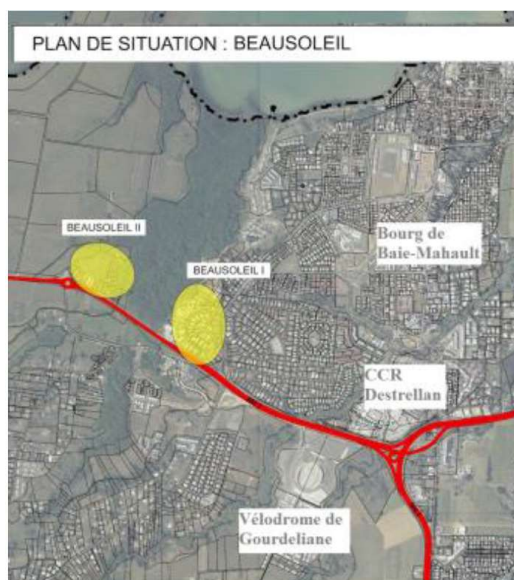 PLAN DE SITUATION : BEAUSOLEIL
BEAUSOLEIL II
BEAUSOLEIL I
Bourg de
Baie-Mahault
CCR
Destrellan
Vélodrome de
Gourdeliane